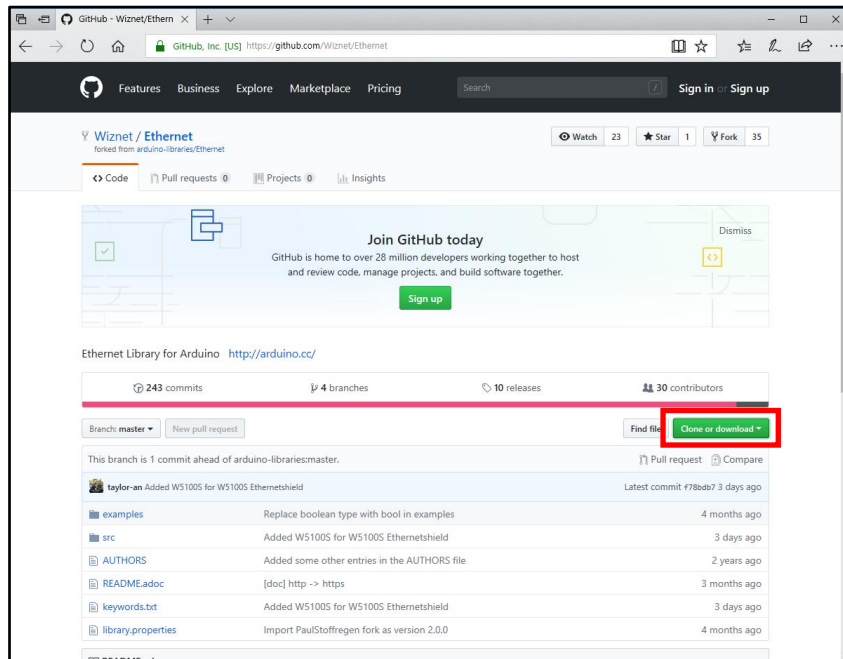 GitHub - Wiznet/Ethern
GitHub, Inc. [US] https://github.com/Wiznet/Ethernet
Features Business Explore Marketplace Pricing Search / Sign in or Sign up
Wiznet / Ethernet Watch 23 Star 1 Fork 35
forked from arduino-libraries/Ethernet
<> Code Pull requests 0 Projects 0 Insights
Dismiss
Join GitHub today
GitHub is home to over 28 million developers working together to host
and review code, manage projects, and build software together.
Sign up
Ethernet Library for Arduino http://arduino.cc/
243 commits 4 branches 10 releases 30 contributors
Branch: master New pull request Find file Clone or download
This branch is 1 commit ahead of arduino-libraries:master. Pull request Compare
taylor-an Added W5100S for W5100S Ethernetshield Latest commit f78bdb7 3 days ago
examples Replace boolean type with bool in examples 4 months ago
src Added W5100S for W5100S Ethernetshield 3 days ago
AUTHORS Added some other entries in the AUTHORS file 2 years ago
README.adoc [doc] http -> https 3 months ago
keywords.txt Added W5100S for W5100S Ethernetshield 3 days ago
library.properties Import PaulStoffregen fork as version 2.0.0 4 months ago